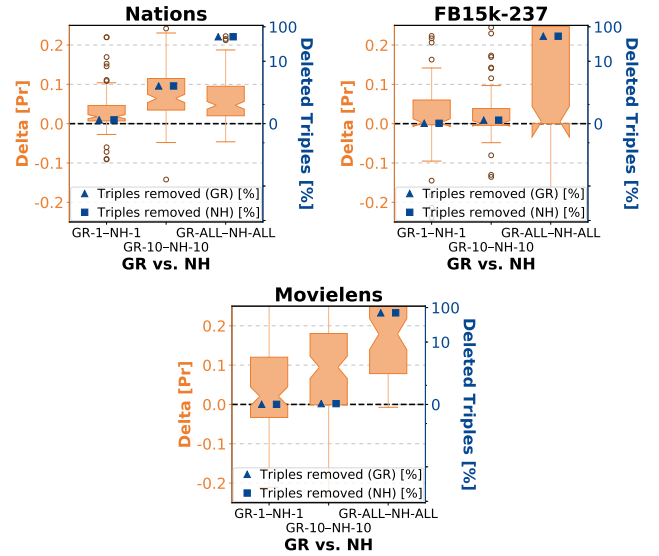 Nations
0.2
0.1
0.0
-0.1
-0.2
Delta [Pr]
100
10
0
Deleted Triples [%]
Triples removed (GR) [%]
Triples removed (NH) [%]
GR-1–NH-1
GR-ALL–NH-ALL
GR-10–NH-10
GR vs. NH
FB15k-237
0.2
0.1
0.0
-0.1
-0.2
Delta [Pr]
100
10
0
Deleted Triples [%]
Triples removed (GR) [%]
Triples removed (NH) [%]
GR-1–NH-1
GR-ALL–NH-ALL
GR-10–NH-10
GR vs. NH
Movielens
0.2
0.1
0.0
-0.1
-0.2
Delta [Pr]
100
10
0
Deleted Triples [%]
Triples removed (GR) [%]
Triples removed (NH) [%]
GR-1–NH-1
GR-ALL–NH-ALL
GR-10–NH-10
GR vs. NH